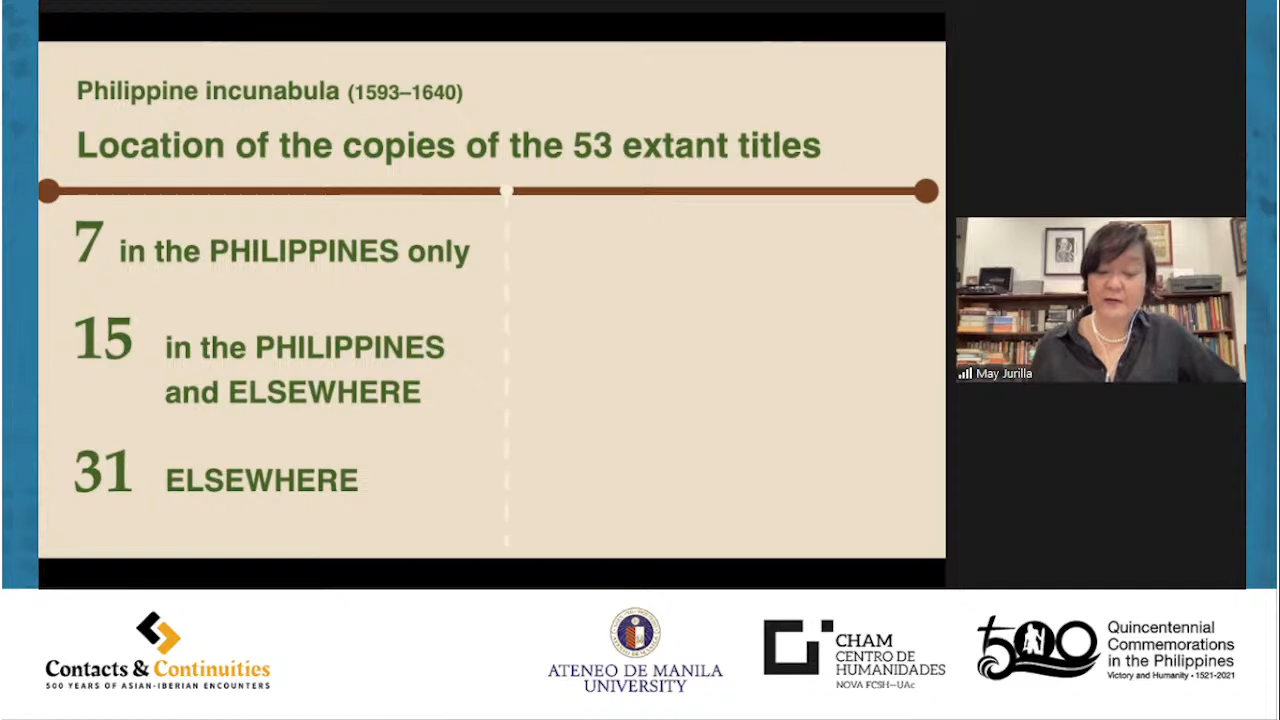 Philippine incunabula (1593–1640)
Location of the copies of the 53 extant titles
7 in the PHILIPPINES only
15 in the PHILIPPINES
and ELSEWHERE
31 ELSEWHERE
May Jurilla
Contacts & Continuities
500 YEARS OF ASIAN-IBERIAN ENCOUNTERS
ATENEO DE MANILA
UNIVERSITY
CHAM
CENTRO DE
HUMANIDADES
NOVA FCSH—UAc
500
Quincentennial
Commemorations
in the Philippines
Victory and Humanity • 1521-2021